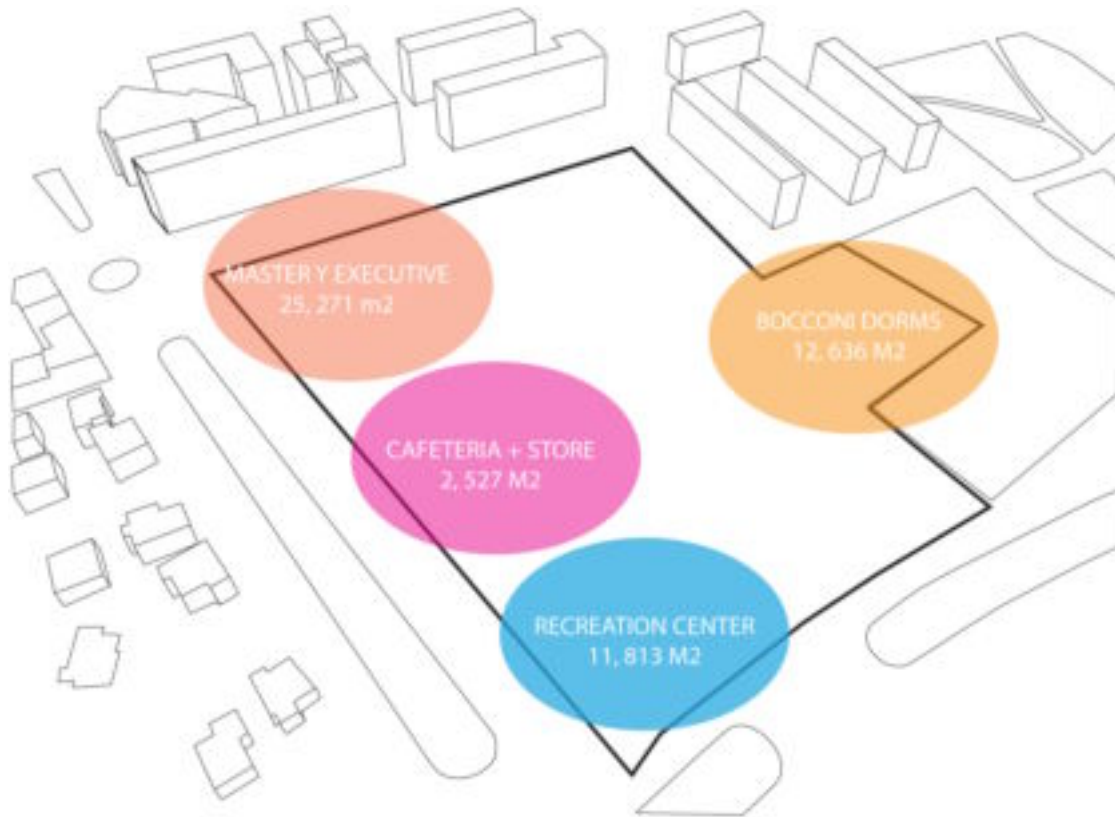 MASTER Y EXECUTIVE
25, 271 m2
BOCCONI DORMS
12, 636 M2
CAFETERIA + STORE
2, 527 M2
RECREATION CENTER
11, 813 M2